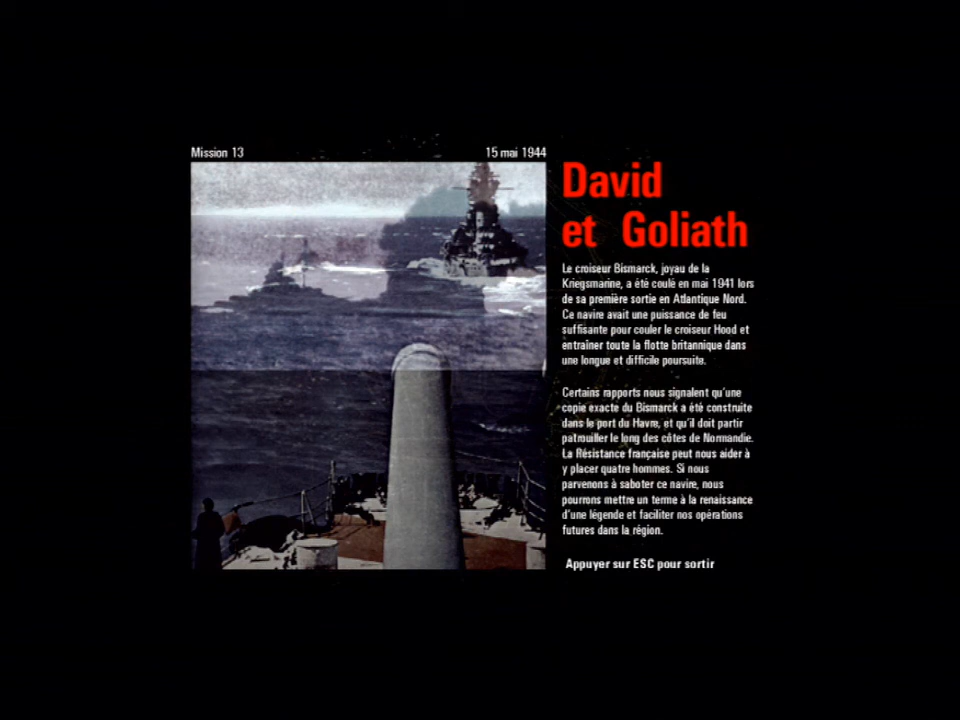 Mission 13
15 mai 1944
David
et Goliath
Le croiseur Bismarck, joyau de la
Kriegsmarine, a été coulé en mai 1941 lors
de sa première sortie en Atlantique Nord.
Ce navire avait une puissance de feu
suffisante pour couler le croiseur Hood et
entraîner toute la flotte britannique dans
une longue et difficile poursuite.
Certains rapports nous signalent qu'une
copie exacte du Bismarck a été construite
dans le port du Havre, et qu'il doit partir
patrouiller le long des côtes de Normandie.
La Résistance française peut nous aider à
y placer quatre hommes. Si nous
parvenons à saboter ce navire, nous
pourrons mettre un terme à la renaissance
d'une légende et faciliter nos opérations
futures dans la région.
Appuyer sur ESC pour sortir